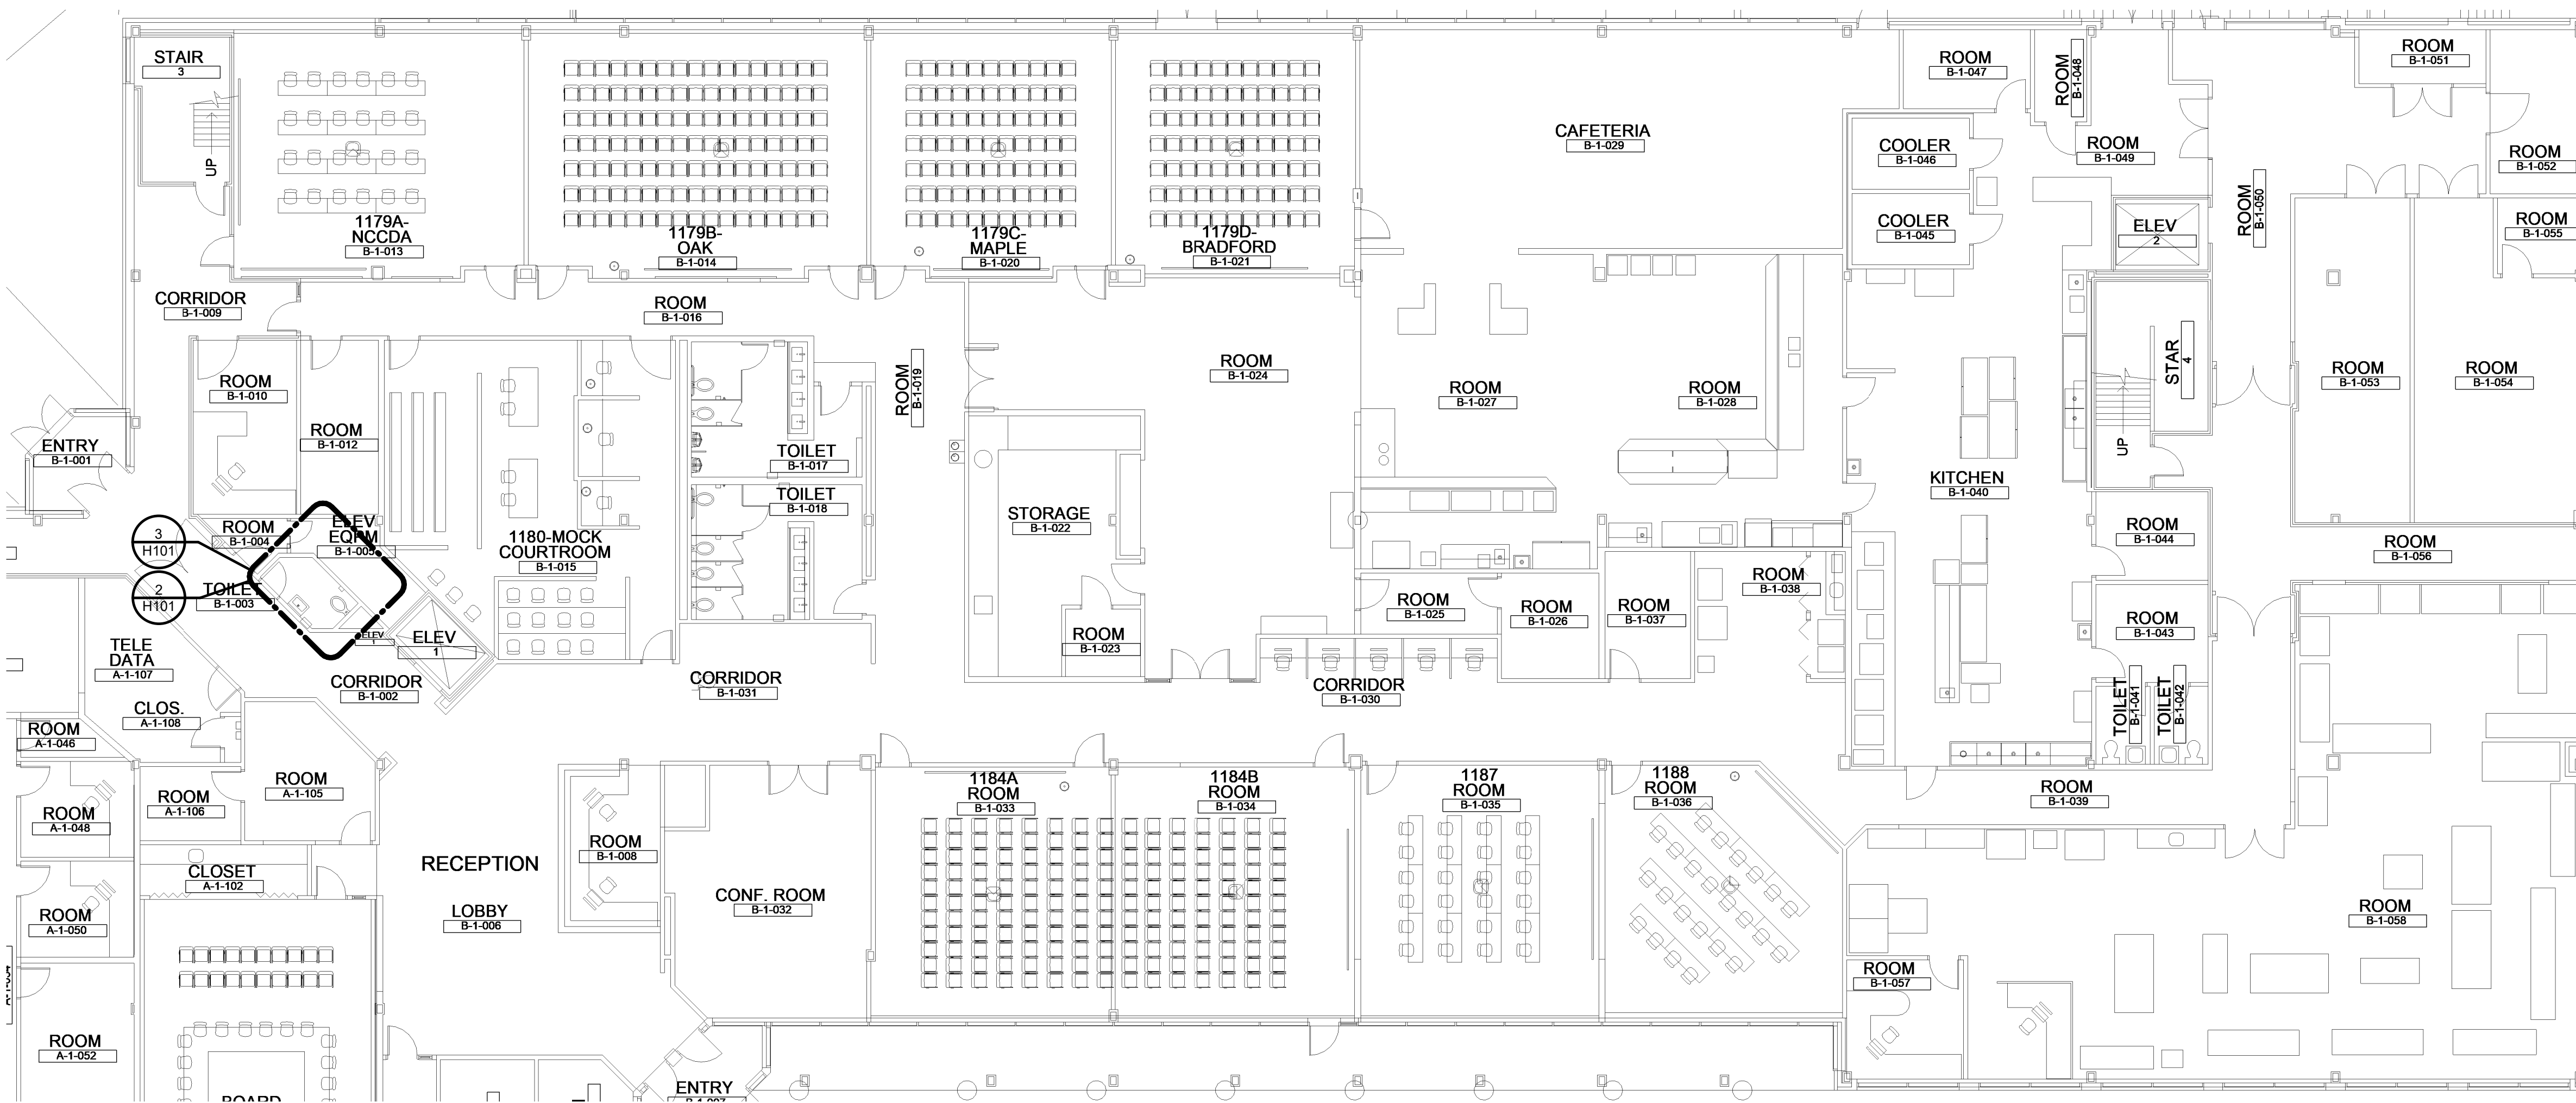 STAIR
3
UP
1179A-
NCCDA
B-1-013
1179B-
OAK
B-1-014
1179C-
MAPLE
B-1-020
1179D-
BRADFORD
B-1-021
CAFETERIA
B-1-029
ROOM
B-1-047
ROOM
B-1-048
ROOM
B-1-049
COOLER
B-1-046
COOLER
B-1-045
ELEV
2
ROOM
B-1-050
ROOM
B-1-051
ROOM
B-1-052
ROOM
B-1-055
CORRIDOR
B-1-009
ROOM
B-1-016
ROOM
B-1-010
ROOM
B-1-012
ROOM
B-1-019
ROOM
B-1-024
ROOM
B-1-027
ROOM
B-1-028
STAR
4
UP
ROOM
B-1-053
ROOM
B-1-054
ENTRY
B-1-001
TOILET
B-1-017
TOILET
B-1-018
KITCHEN
B-1-040
STORAGE
B-1-022
ROOM
B-1-023
3
H101
2
H101
ROOM
B-1-004
ELEV
EQRM
B-1-005
TOILET
B-1-003
1180-MOCK
COURTROOM
B-1-015
ELEV
1
ELEV
1
ROOM
B-1-044
ROOM
B-1-056
ROOM
B-1-025
ROOM
B-1-026
ROOM
B-1-037
ROOM
B-1-038
ROOM
B-1-043
TOILET
B-1-041
TOILET
B-1-042
TELE
DATA
A-1-107
CORRIDOR
B-1-002
CORRIDOR
B-1-031
CORRIDOR
B-1-030
CLOS.
A-1-108
ROOM
A-1-046
ROOM
A-1-105
ROOM
A-1-106
ROOM
A-1-048
1184A
ROOM
B-1-033
1184B
ROOM
B-1-034
1187
ROOM
B-1-035
1188
ROOM
B-1-036
ROOM
B-1-039
ROOM
B-1-008
RECEPTION
CLOSET
A-1-102
LOBBY
B-1-006
CONF. ROOM
B-1-032
ROOM
A-1-050
ROOM
B-1-058
ROOM
B-1-057
ROOM
A-1-052
BOARD
ENTRY
B-1-007